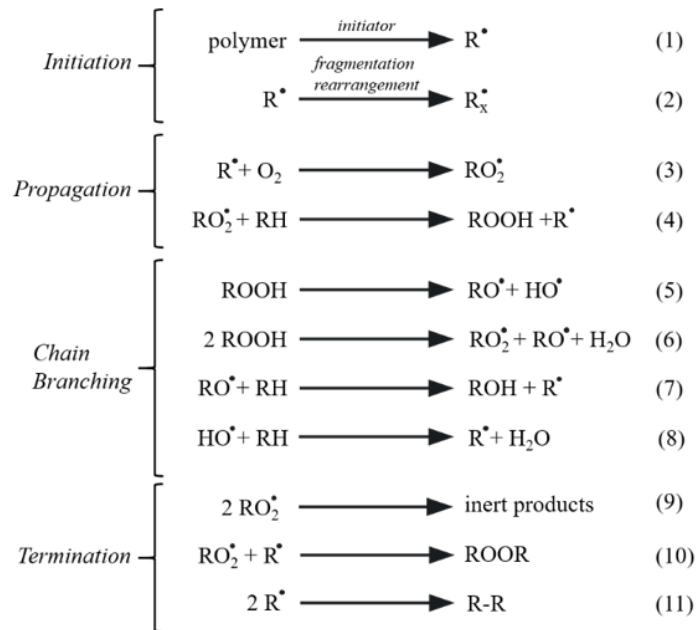 Initiation
polymer initiator R• (1)
R• fragmentation rearrangement Rx• (2)
Propagation
R• + O2 RO2• (3)
RO2• + RH ROOH + R• (4)
Chain Branching
ROOH RO• + HO• (5)
2 ROOH RO2• + RO• + H2O (6)
RO• + RH ROH + R• (7)
HO• + RH R• + H2O (8)
Termination
2 RO2• inert products (9)
RO2• + R• ROOR (10)
2 R• R-R (11)